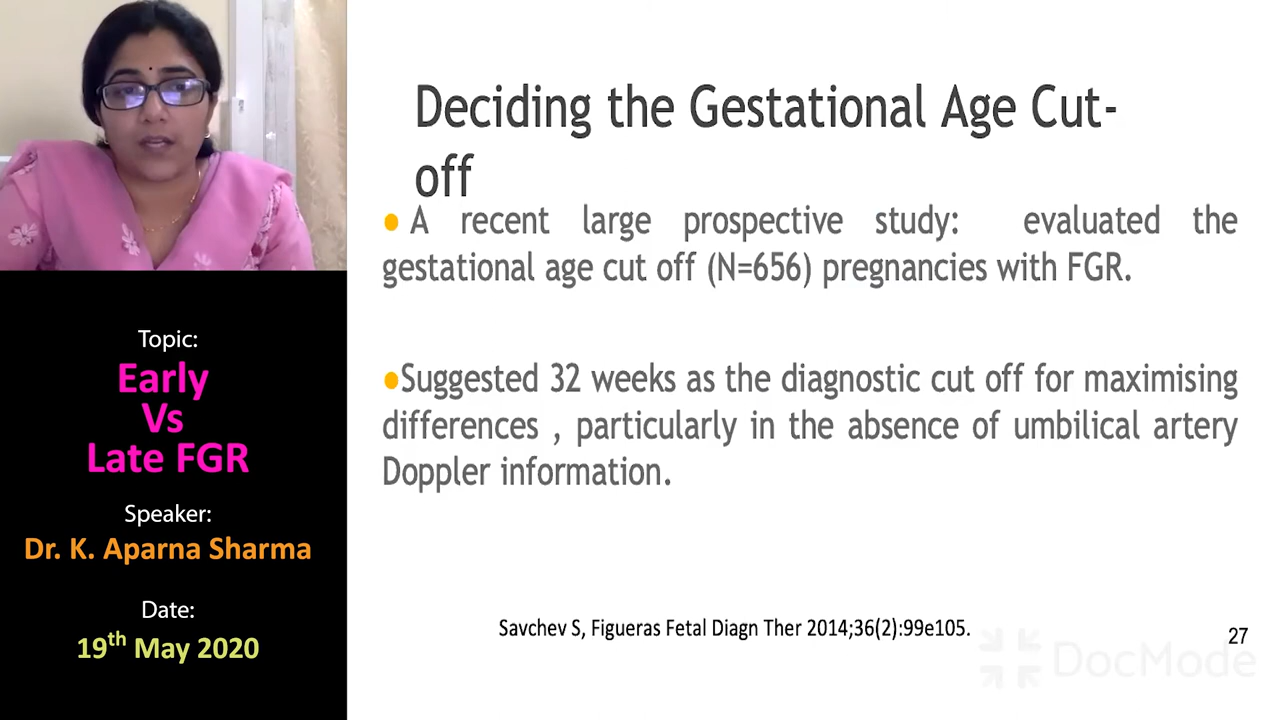 Deciding the Gestational Age Cut-
off
● A recent large prospective study: evaluated the
gestational age cut off (N=656) pregnancies with FGR.
●Suggested 32 weeks as the diagnostic cut off for maximising
differences , particularly in the absence of umbilical artery
Doppler information.
Savchev S, Figueras Fetal Diagn Ther 2014;36(2):99e105.
27
Topic:
Early
Vs
Late FGR
Speaker:
Dr. K. Aparna Sharma
Date:
19th May 2020
DocMode